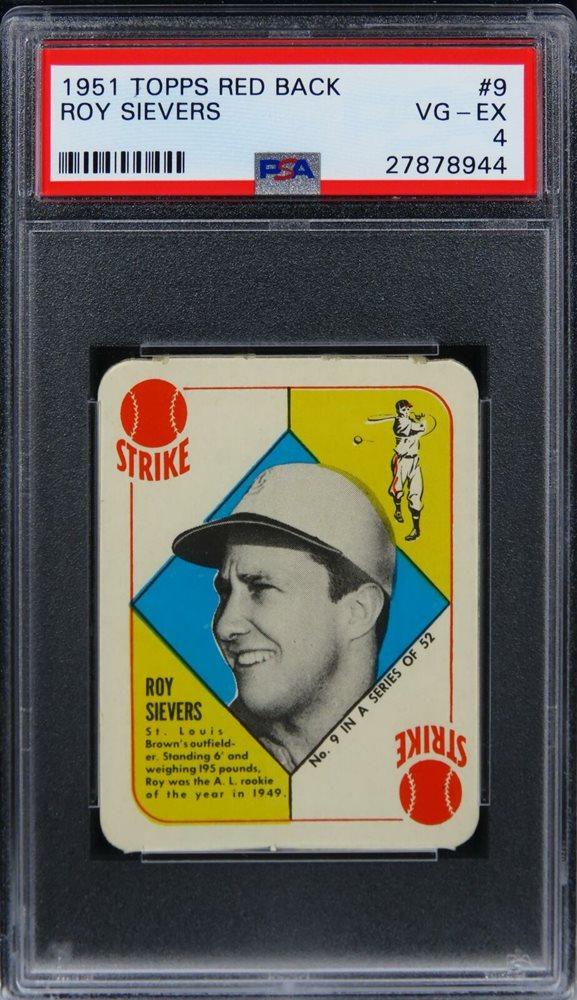 1951 TOPPS RED BACK #9
ROY SIEVERS VG-EX
4
PSA 27878944
STRIKE
ROY
SIEVERS
St. Louis
Brown's outfield-
er. Standing 6' and
weighing 195 pounds,
Roy was the A. L. rookie
of the year in 1949.
No. 9 IN A SERIES OF 52
STRIKE